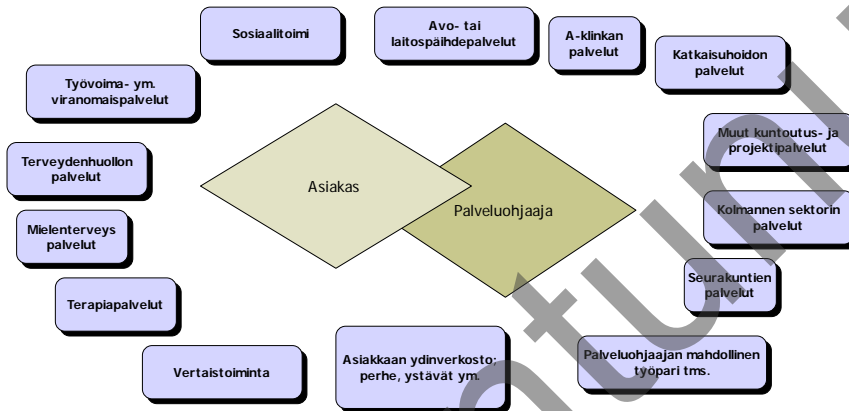 Sosiaalitoimi
Avo- tai
laitospäihdepalvelut
A-klinkan
palvelut
Katkaisuhoidon
palvelut
Työvoima- ym.
viranomaispalvelut
Muut kuntoutus- ja
projektipalvelut
Terveydenhuollon
palvelut
Asiakas
Palveluohjaaja
Kolmannen sektorin
palvelut
Mielenterveys
palvelut
Seurakuntien
palvelut
Terapiapalvelut
Vertaistoiminta
Asiakkaan ydinverkosto;
perhe, ystävät ym.
Palveluohjaajan mahdollinen
työpari tms.